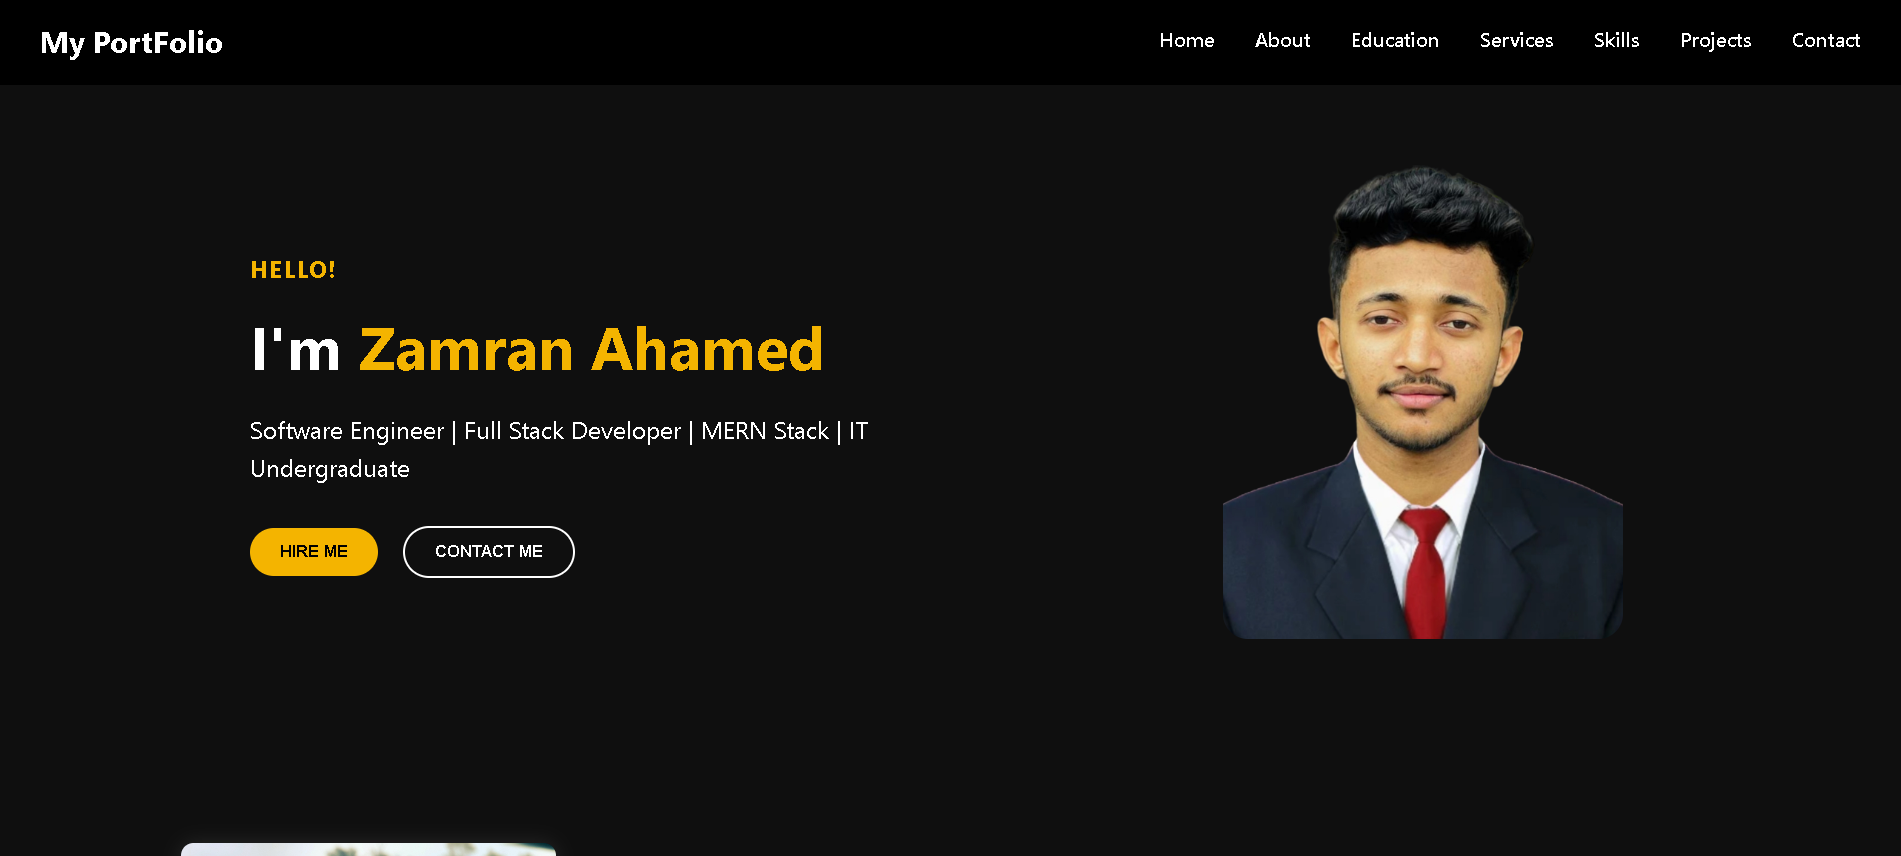 My PortFolio
Home About Education Services Skills Projects Contact
HELLO!
I'm Zamran Ahamed
Software Engineer | Full Stack Developer | MERN Stack | IT
Undergraduate
HIRE ME
CONTACT ME